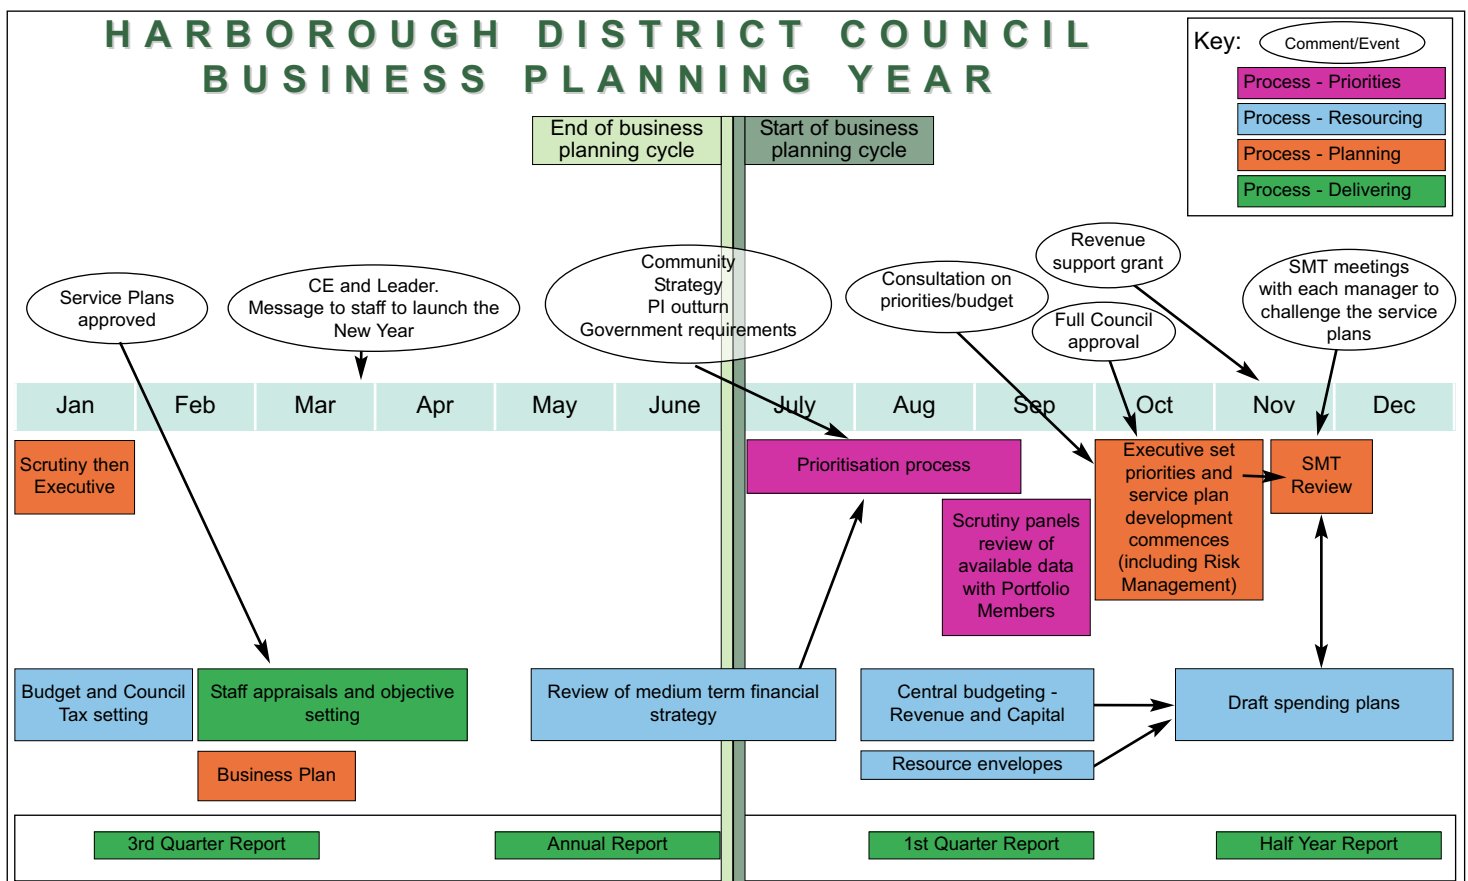 HARBOROUGH DISTRICT COUNCIL
BUSINESS PLANNING YEAR
Key:
Comment/Event
Process - Priorities
Process - Resourcing
Process - Planning
Process - Delivering
End of business
planning cycle
Start of business
planning cycle
Service Plans
approved
CE and Leader.
Message to staff to launch the
New Year
Community
Strategy
PI outturn
Government requirements
Consultation on
priorities/budget
Revenue
support grant
Full Council
approval
SMT meetings
with each manager to
challenge the service
plans
Jan
Feb
Mar
Apr
May
June
July
Aug
Sep
Oct
Nov
Dec
Scrutiny then
Executive
Prioritisation process
Scrutiny panels
review of
available data
with Portfolio
Members
Executive set
priorities and
service plan
development
commences
(including Risk
Management)
SMT
Review
Budget and Council
Tax setting
Staff appraisals and objective
setting
Business Plan
Review of medium term financial
strategy
Central budgeting -
Revenue and Capital
Resource envelopes
Draft spending plans
3rd Quarter Report
Annual Report
1st Quarter Report
Half Year Report